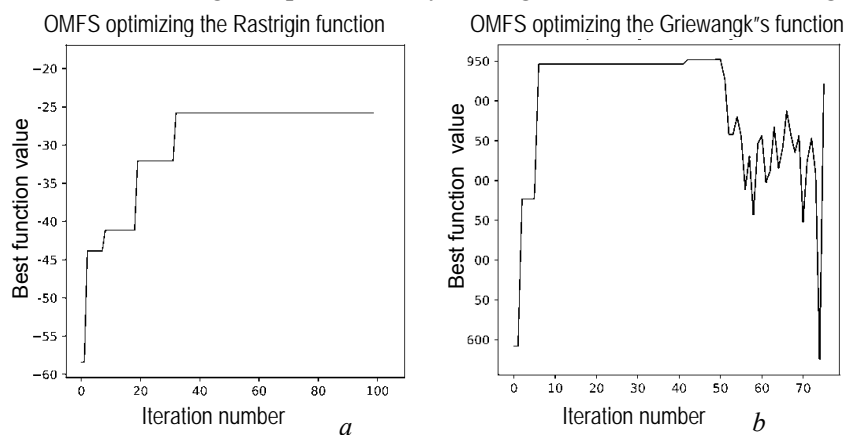 OMFS optimizing the Rastrigin function
−20
−25
−30
−35
−40
−45
−50
−55
−60
Best function value
0 20 40 60 80 100
Iteration number
a
OMFS optimizing the Griewangk"s function
950
00
50
00
50
00
50
600
Best function value
0 10 20 30 40 50 60 70
Iteration number
b